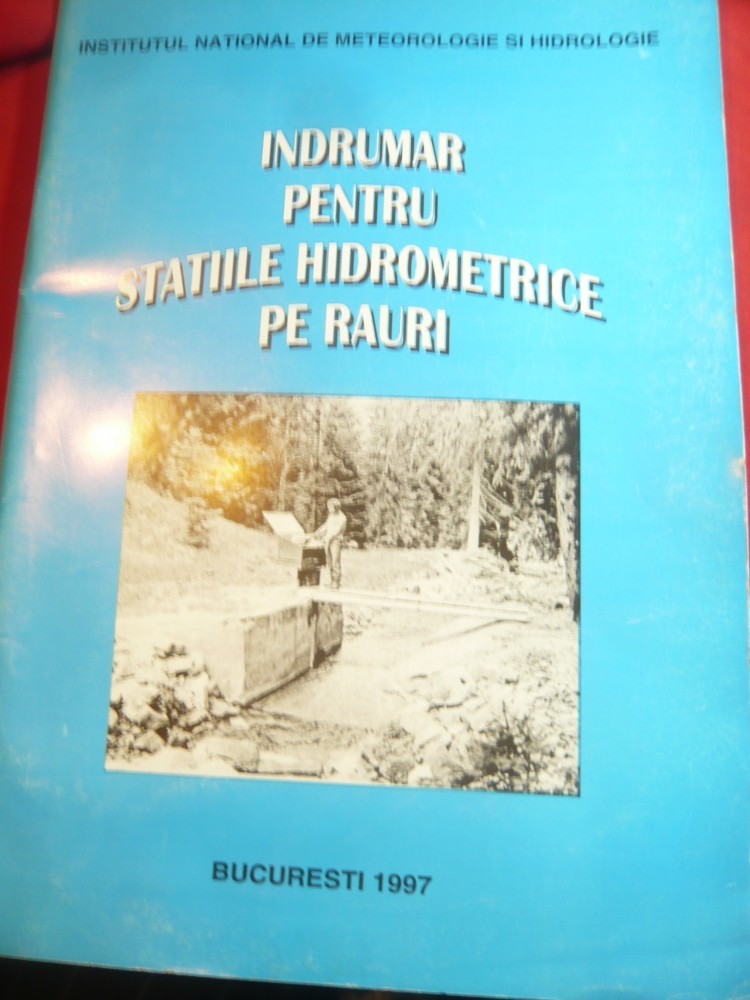 INSTITUTUL NATIONAL DE METEOROLOGIE SI HIDROLOGIE
INDRUMAR
PENTRU
STATIILE HIDROMETRICE
PE RAURI
BUCURESTI 1997